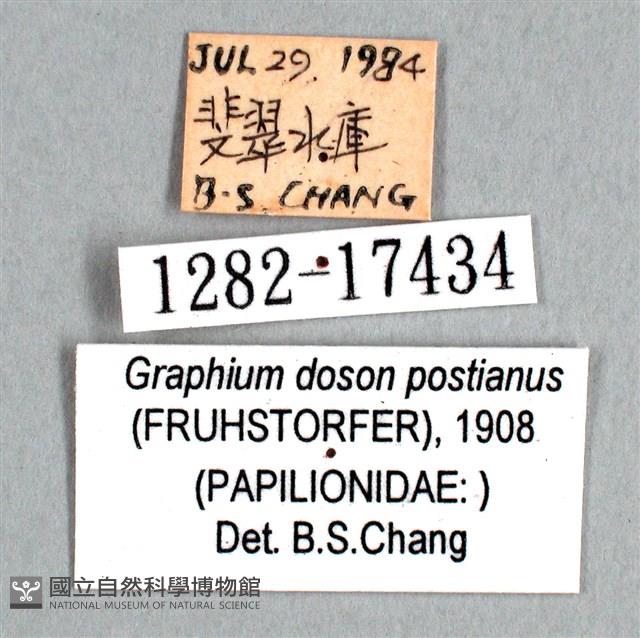 JUL 29. 1984
翡翠水庫
B.S. CHANG
1282-17434
Graphium doson postianus
(FRUHSTORFER), 1908
(PAPILIONIDAE: )
Det. B.S.Chang
國立自然科學博物館
NATIONAL MUSEUM OF NATURAL SCIENCE